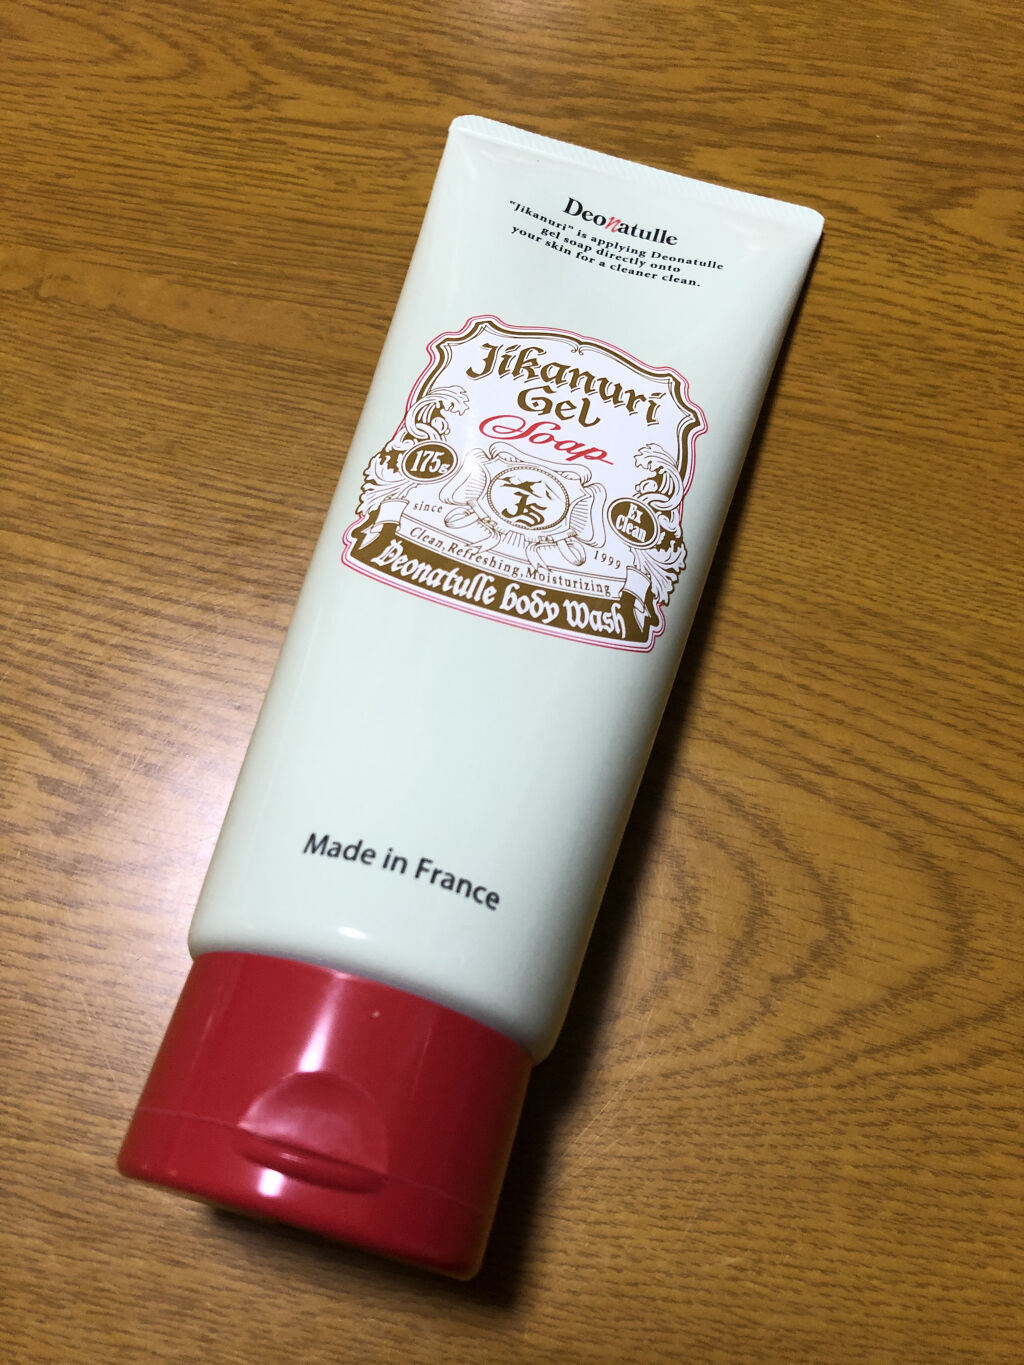 Deonatulle
"Jikanuri" is applying Deonatulle
gel soap directly onto
your skin for a cleaner clean.
Jikanuri
Gel
Soap
175g
JS
Ex
Clean
since
1999
Clean,Refreshing,Moisturizing
Deonatulle body Wash
Made in France